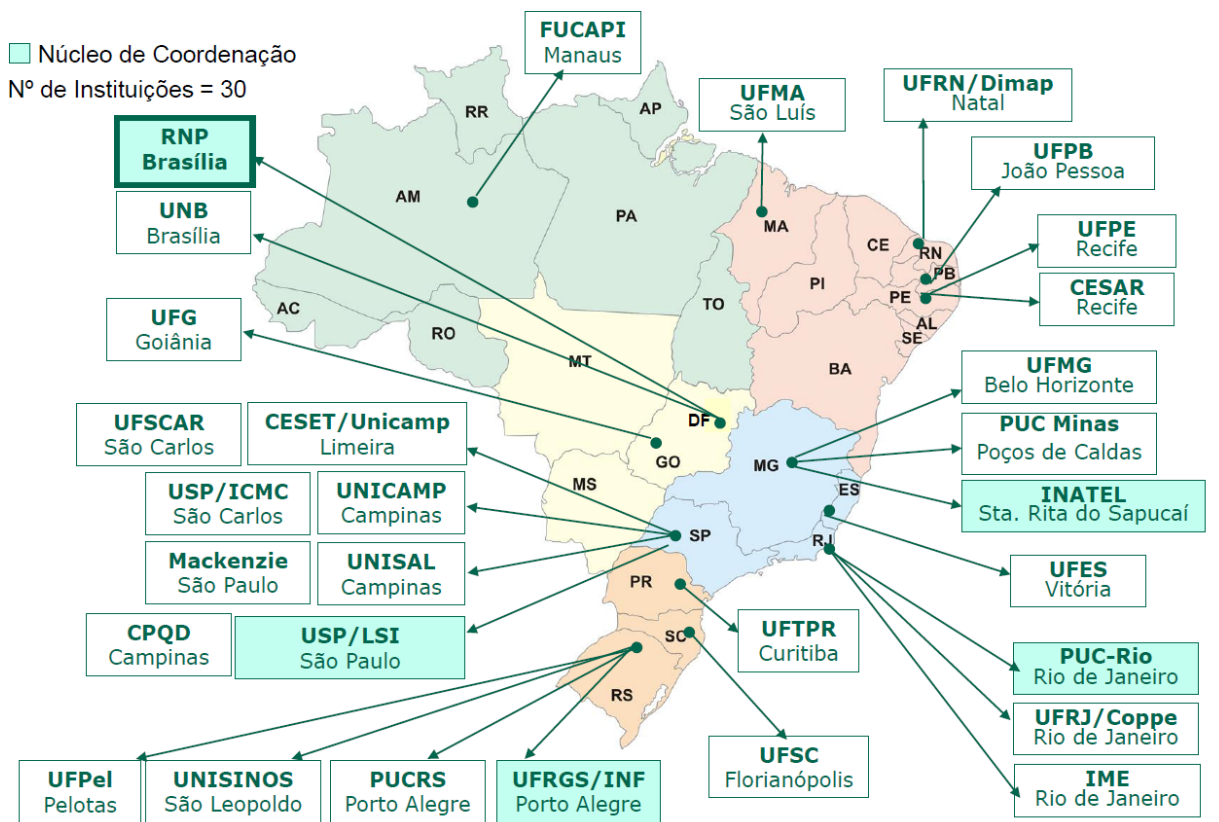 FUCAPI
Manaus
Núcleo de Coordenação
Nº de Instituições = 30
UFMA
São Luís
UFRN/Dimap
Natal
RNP
Brasília
UFPB
João Pessoa
UNB
Brasília
UFPE
Recife
CESAR
Recife
UFG
Goiânia
UFMG
Belo Horizonte
UFSCAR
São Carlos
CESET/Unicamp
Limeira
PUC Minas
Poços de Caldas
USP/ICMC
São Carlos
UNICAMP
Campinas
INATEL
Sta. Rita do Sapucaí
Mackenzie
São Paulo
UNISAL
Campinas
UFES
Vitória
CPQD
Campinas
USP/LSI
São Paulo
UFTPR
Curitiba
PUC-Rio
Rio de Janeiro
UFRJ/Coppe
Rio de Janeiro
UFPel
Pelotas
UNISINOS
São Leopoldo
PUCRS
Porto Alegre
UFRGS/INF
Porto Alegre
UFSC
Florianópolis
IME
Rio de Janeiro
RR
AP
AM
PA
MA
CE
RN
PB
PI
PE
AL
SE
AC
RO
TO
MT
BA
DF
GO
MG
ES
MS
SP
RJ
PR
SC
RS